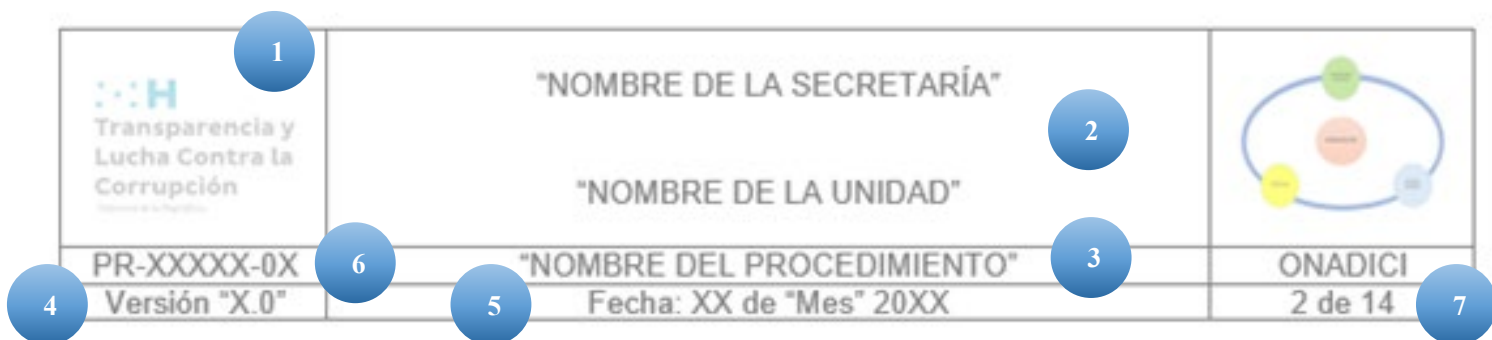 1
H
Transparencia y
Lucha Contra la
Corrupción
“NOMBRE DE LA SECRETARÍA”
2
“NOMBRE DE LA UNIDAD”
PR-XXXXX-0X
6
“NOMBRE DEL PROCEDIMIENTO”
3
ONADICI
4
Versión “X.0”
5
Fecha: XX de “Mes” 20XX
2 de 14
7